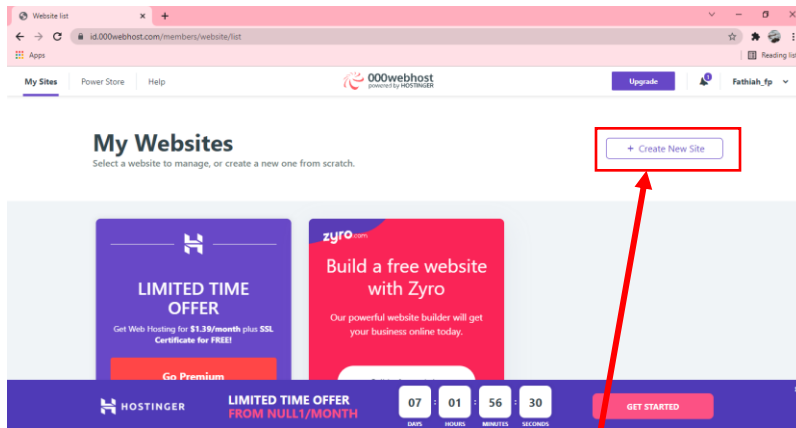 Website list
id.000webhost.com/members/website/list
Apps
Reading list
My Sites
Power Store
Help
000webhost
powered by HOSTINGER
Upgrade
Fathiah_fp
My Websites
+ Create New Site
Select a website to manage, or create a new one from scratch.
LIMITED TIME
OFFER
Get Web Hosting for $1.39/month plus SSL
Certificate for FREE!
Go Premium
zyro.com
Build a free website
with Zyro
Our powerful website builder will get
your business online today.
HOSTINGER
LIMITED TIME OFFER
FROM NULL1/MONTH
07 : 01 : 56 : 30
DAYS HOURS MINUTES SECONDS
GET STARTED